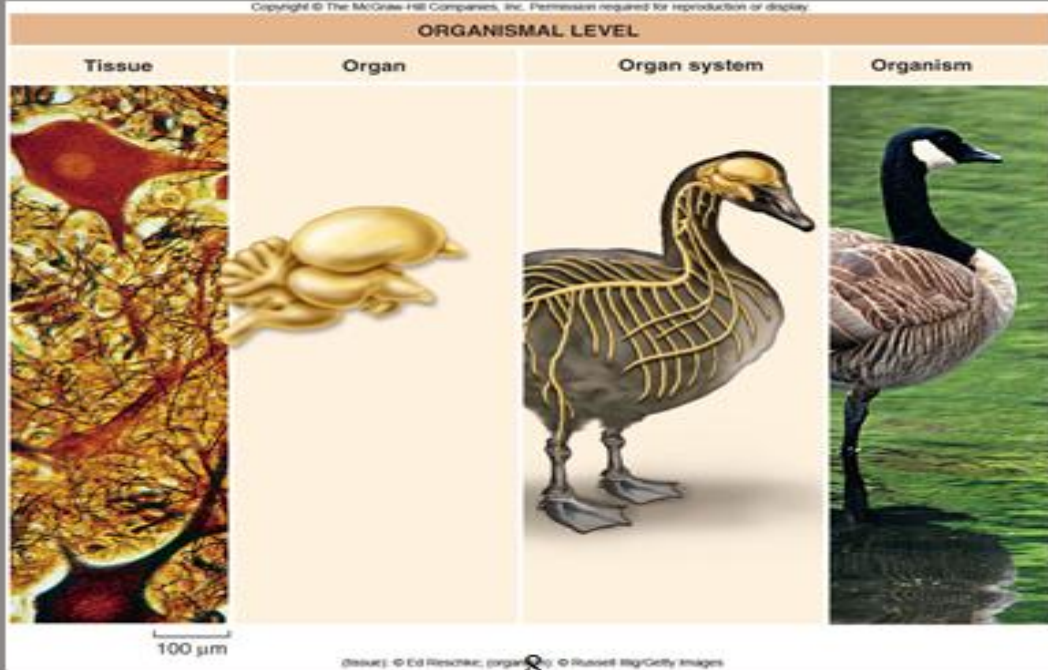 Copyright © The McGraw-Hill Companies, Inc. Permission required for reproduction or display.
ORGANISMAL LEVEL
Tissue Organ Organ system Organism
100 µm
(tissue): © Ed Reschke; © Russell Illig/Getty Images
8